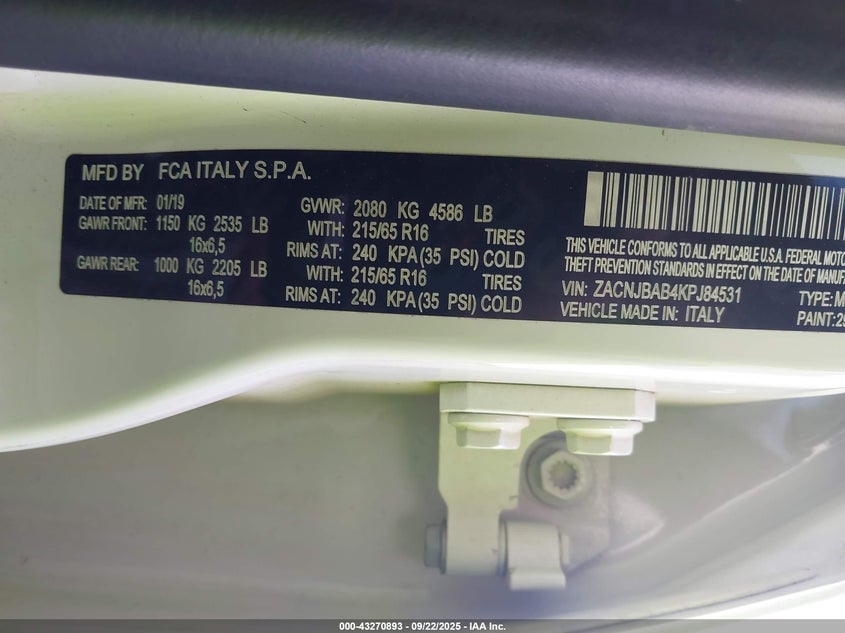 MFD BY FCA ITALY S.P.A.
DATE OF MFR: 01/19
GAWR FRONT: 1150 KG 2535 LB
16x6,5
GAWR REAR: 1000 KG 2205 LB
16x6,5
GVWR: 2080 KG 4586 LB
WITH: 215/65 R16 TIRES
RIMS AT: 240 KPA (35 PSI) COLD
WITH: 215/65 R16 TIRES
RIMS AT: 240 KPA (35 PSI) COLD
THIS VEHICLE CONFORMS TO ALL APPLICABLE U.S.A. FEDERAL MOTO
THEFT PREVENTION STANDARDS IN EFFECT ON THE DATE OF MANUFA
VIN: ZACNJBAB4KPJ84531 TYPE: M
VEHICLE MADE IN: ITALY PAINT: 29
000-43270893 - 09/22/2025 - IAA Inc.